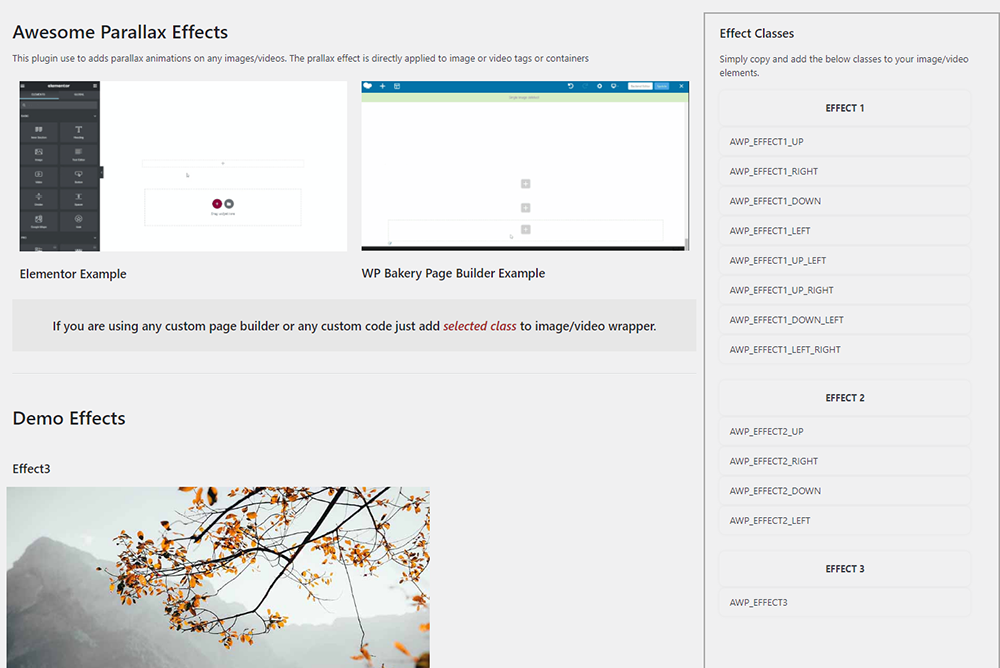 Awesome Parallax Effects
This plugin use to adds parallax animations on any images/videos. The prallax effect is directly applied to image or video tags or containers
elementor
Elementor Example
WP Bakery Page Builder Example
If you are using any custom page builder or any custom code just add selected class to image/video wrapper.
Demo Effects
Effect3
Effect Classes
Simply copy and add the below classes to your image/video
elements.
EFFECT 1
AWP_EFFECT1_UP
AWP_EFFECT1_RIGHT
AWP_EFFECT1_DOWN
AWP_EFFECT1_LEFT
AWP_EFFECT1_UP_LEFT
AWP_EFFECT1_UP_RIGHT
AWP_EFFECT1_DOWN_LEFT
AWP_EFFECT1_LEFT_RIGHT
EFFECT 2
AWP_EFFECT2_UP
AWP_EFFECT2_RIGHT
AWP_EFFECT2_DOWN
AWP_EFFECT2_LEFT
EFFECT 3
AWP_EFFECT3